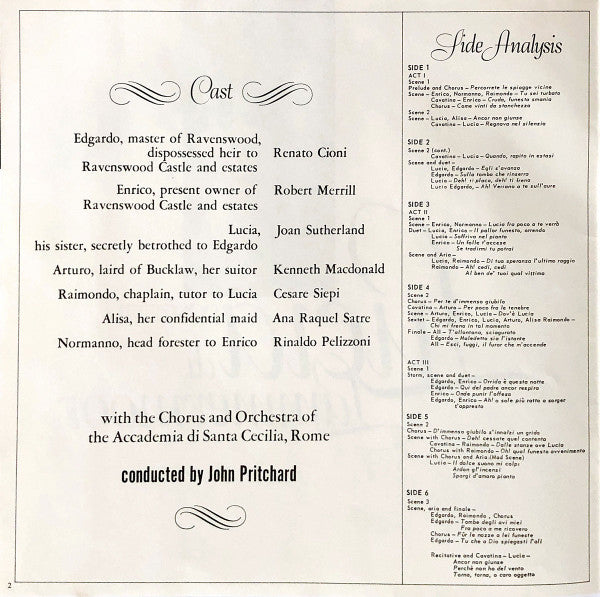 Cast
Edgardo, master of Ravenswood,
dispossessed heir to
Ravenswood Castle and estates
Renato Cioni
Enrico, present owner of
Ravenswood Castle and estates
Robert Merrill
Lucia,
his sister, secretly betrothed to Edgardo
Joan Sutherland
Arturo, laird of Bucklaw, her suitor
Kenneth Macdonald
Raimondo, chaplain, tutor to Lucia
Cesare Siepi
Alisa, her confidential maid
Ana Raquel Satre
Normanno, head forester to Enrico
Rinaldo Pelizzoni
with the Chorus and Orchestra of
the Accademia di Santa Cecilia, Rome
conducted by John Pritchard
2
Side Analysis
SIDE 1
ACT I
Scene 1
Prelude and Chorus – Percorrete le spiagge vicine
Scene – Enrico, Normanno, Raimondo – Tu sei turbato
Cavatina – Enrico – Cruda, funesta smania
Chorus – Come vinti da stanchezza
Scene 2
Scene – Lucia, Alisa – Ancor non giunse
Cavatina – Lucia – Regnava nel silenzio
SIDE 2
Scene 2 (cont.)
Cavatina – Lucia – Quando, rapita in estasi
Scene and duet –
Lucia, Edgardo – Egli s'avanza
Edgardo – Sulla tomba che rinserra
Lucia – Deh! ti placa, deh! ti frena
Lucia Edgardo, – Ah! Verrano a te sull'aure
SIDE 3
ACT II
Scene 1
Scene – Enrico, Normanno – Lucia fra poco a te verrà
Duet – Lucia, Enrico – Il pallor funesto, orrendo
Lucia – Soffriva nel pianto
Enrico – Un folle t'accese
Se tradirmi tu potrai
Scene and Aria –
Lucia, Raimondo – Di tua speranza l'ultimo raggio
Raimondo – Ah! cedi, cedi
Al ben de' tuoi qual vittima
SIDE 4
Scene 2
Chorus – Per te d'immenso giubilo
Cavatina – Arturo – Per poco fra le tenebre
Scene – Arturo, Enrico, Lucia – Dov'è Lucia
Sextet – Edgardo, Enrico, Lucia, Arturo, Alisa Raimondo –
Chi mi frena in tal momento
Finale – All – T'allontana, sciagurato
Edgardo – Maledetto sia l'istante
All – Esci, fuggi, il furor che m'accende
ACT III
Scene 1
Storm, scene and duet –
Edgardo, Enrico – Orrida è questa notte
Edgardo – Qui del padre ancor respira
Enrico – Onde punir l'offesa
Edgardo, Enrico – Ah! o sole più ratto a sorger
t'appresta
SIDE 5
Scene 2
Chorus – D'immenso giubilo s'innalzi un grido
Scene with Chorus – Deh! cessate quel contento
Cavatina – Raimondo – Dalle stanze ove Lucia
Chorus with Raimondo – Oh! qual funesto avvenimento
Scene with Chorus and Aria (Mad Scene)
Lucia – Il dolce suono mi colpi
Ardon gl'incensi
Spargi d'amaro pianto
SIDE 6
Scene 3
Scene, aria and finale –
Edgardo, Raimondo, Chorus
Edgardo – Tombe degli avi miei
Fra poco a me ricovero
Chorus – Für le nozze a lei funeste
Edgardo – Tu che a Dio spiegasti l'ali
Recitative and Cavatina – Lucia –
Ancor non giunse
Perchè non ho del vento
Torna, torna, o caro oggetto